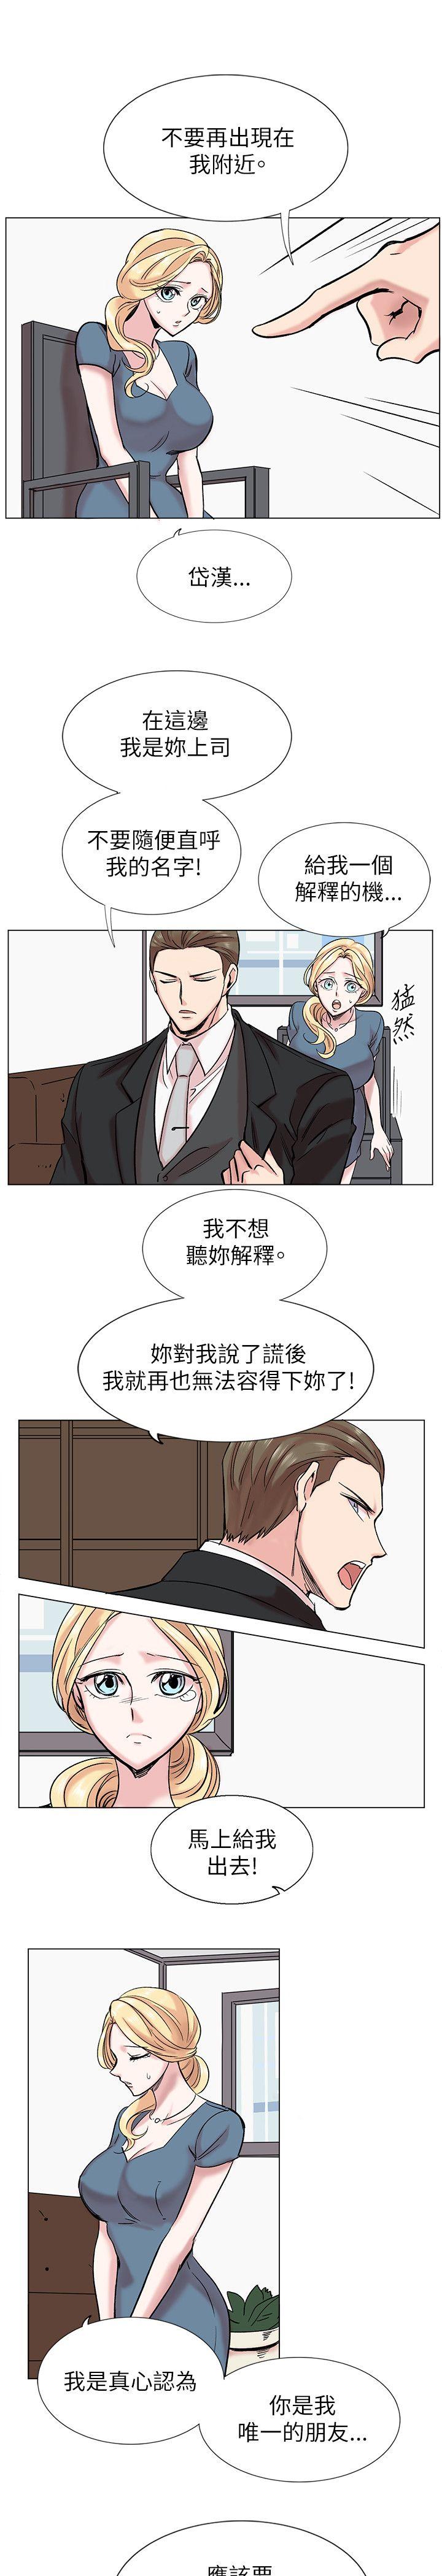 不要再出現在
我附近。
岱漢...
在這邊
我是妳上司
不要隨便直呼
我的名字!
給我一個
解釋的機...
猛然
我不想
聽妳解釋。
妳對我說了謊後
我就再也無法容得下妳了!
馬上給我
出去!
我是真心認為
你是我
唯一的朋友...
應該要